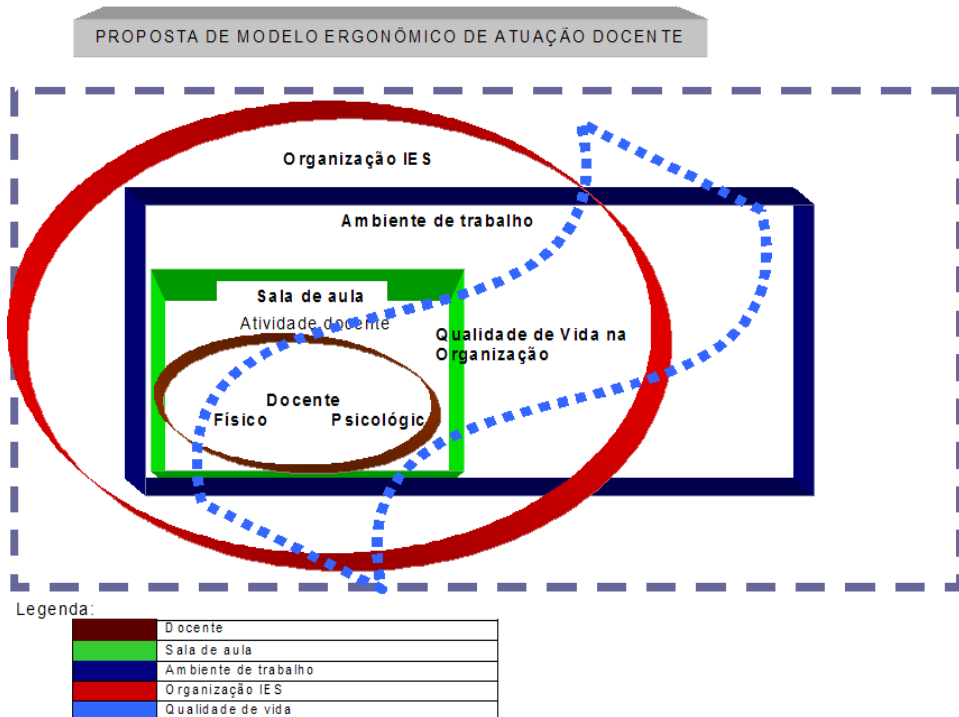 PROPOSTA DE MODELO ERGONÔMICO DE ATUAÇÃO DOCENTE
Organização IES
Ambiente de trabalho
Sala de aula
Atividade docente
Qualidade de Vida na
Organização
Docente
Físico Psicológic
Legenda:
Docente
Sala de aula
Ambiente de trabalho
Organização IES
Qualidade de vida